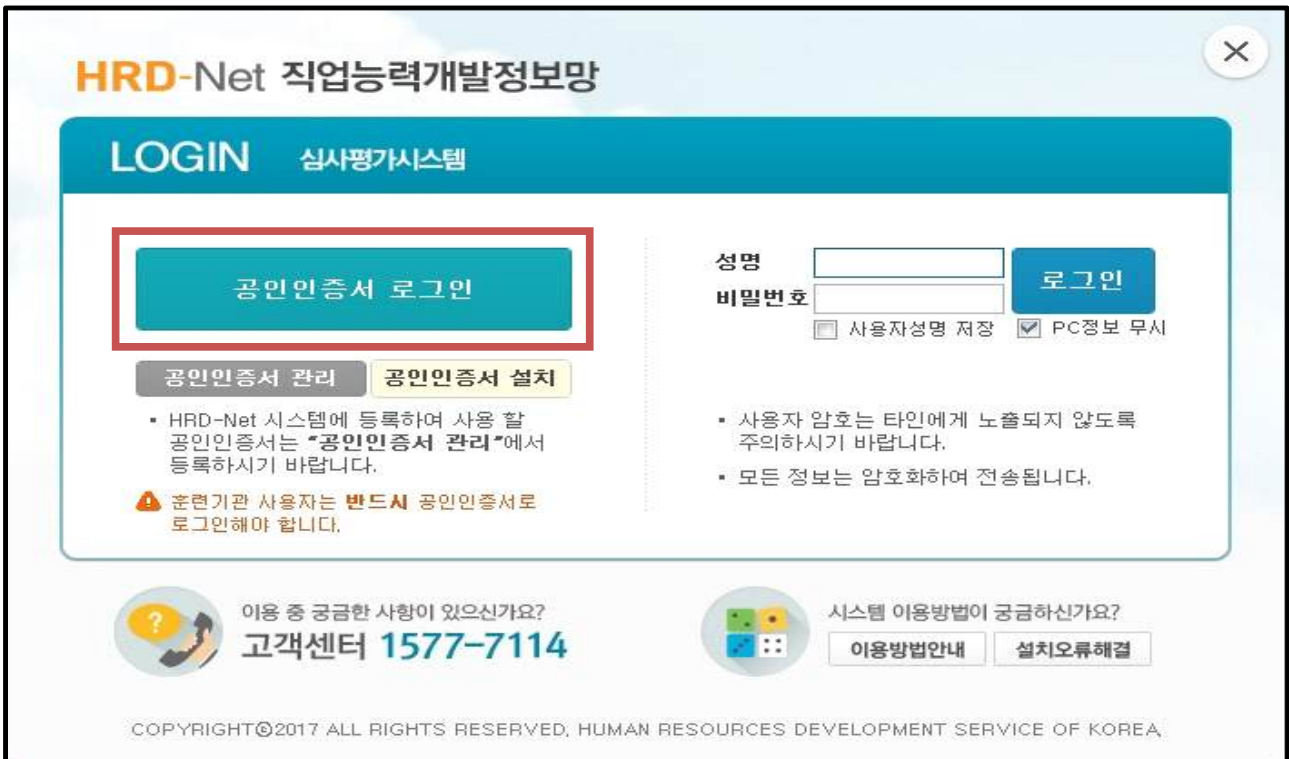 HRD-Net 직업능력개발정보망
LOGIN 심사평가시스템
공인인증서 로그인
공인인증서 관리 공인인증서 설치
▪ HRD-Net 시스템에 등록하여 사용 할
공인인증서는 "공인인증서 관리"에서
등록하시기 바랍니다.
훈련기관 사용자는 반드시 공인인증서로
로그인해야 합니다.
성명
비밀번호
로그인
사용자성명 저장 PC정보 무시
▪ 사용자 암호는 타인에게 노출되지 않도록
주의하시기 바랍니다.
▪ 모든 정보는 암호화하여 전송됩니다.
이용 중 궁금한 사항이 있으신가요?
고객센터 1577-7114
시스템 이용방법이 궁금하신가요?
이용방법안내 설치오류해결
COPYRIGHTⓒ2017 ALL RIGHTS RESERVED, HUMAN RESOURCES DEVELOPMENT SERVICE OF KOREA,